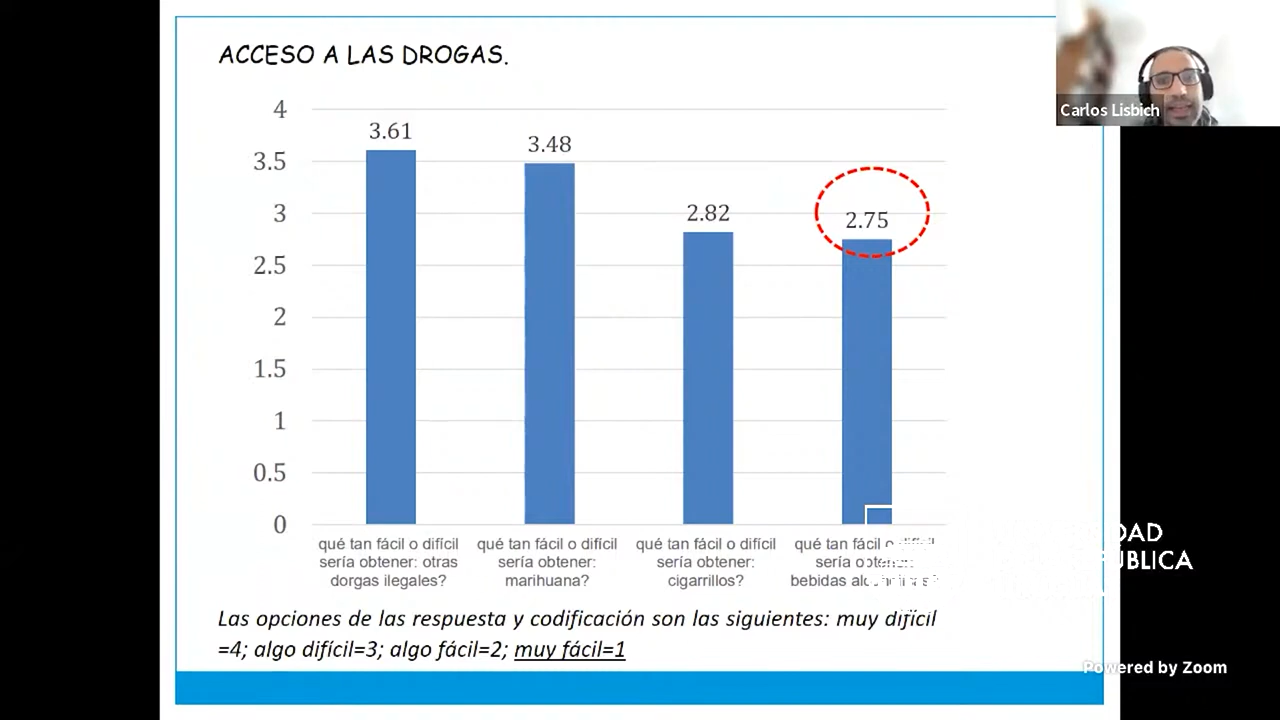 ACCESO A LAS DROGAS.
Carlos Lisbich
4
3.5
3
2.5
2
1.5
1
0.5
0
3.61
3.48
2.82
2.75
qué tan fácil o difícil
sería obtener: otras
dorgas ilegales?
qué tan fácil o difícil
sería obtener:
marihuana?
qué tan fácil o difícil
sería obtener:
cigarrillos?
qué tan fácil o difícil
sería obtener:
bebidas
Las opciones de las respuesta y codificación son las siguientes: muy difícil
=4; algo difícil=3; algo fácil=2; muy fácil=1
DAD
ÚBLICA
Powered by Zoom